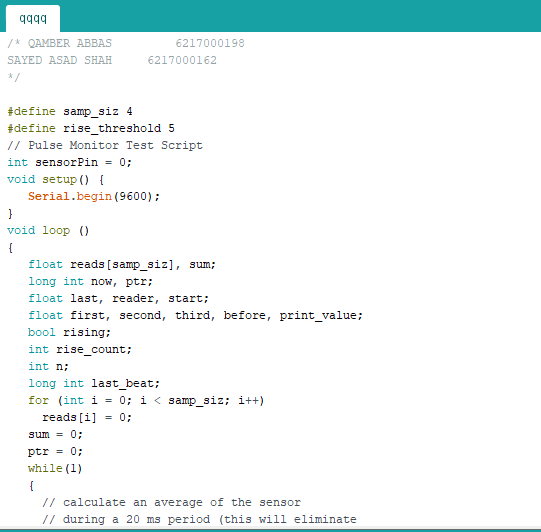 qqqq
/* QAMBER ABBAS         6217000198
SAYED ASAD SHAH     6217000162
*/
#define samp_siz 4
#define rise_threshold 5
// Pulse Monitor Test Script
int sensorPin = 0;
void setup() {
   Serial.begin(9600);
}
void loop ()
{
   float reads[samp_siz], sum;
   long int now, ptr;
   float last, reader, start;
   float first, second, third, before, print_value;
   bool rising;
   int rise_count;
   int n;
   long int last_beat;
   for (int i = 0; i < samp_siz; i++)
     reads[i] = 0;
   sum = 0;
   ptr = 0;
   while(1)
   {
     // calculate an average of the sensor
     // during a 20 ms period (this will eliminate